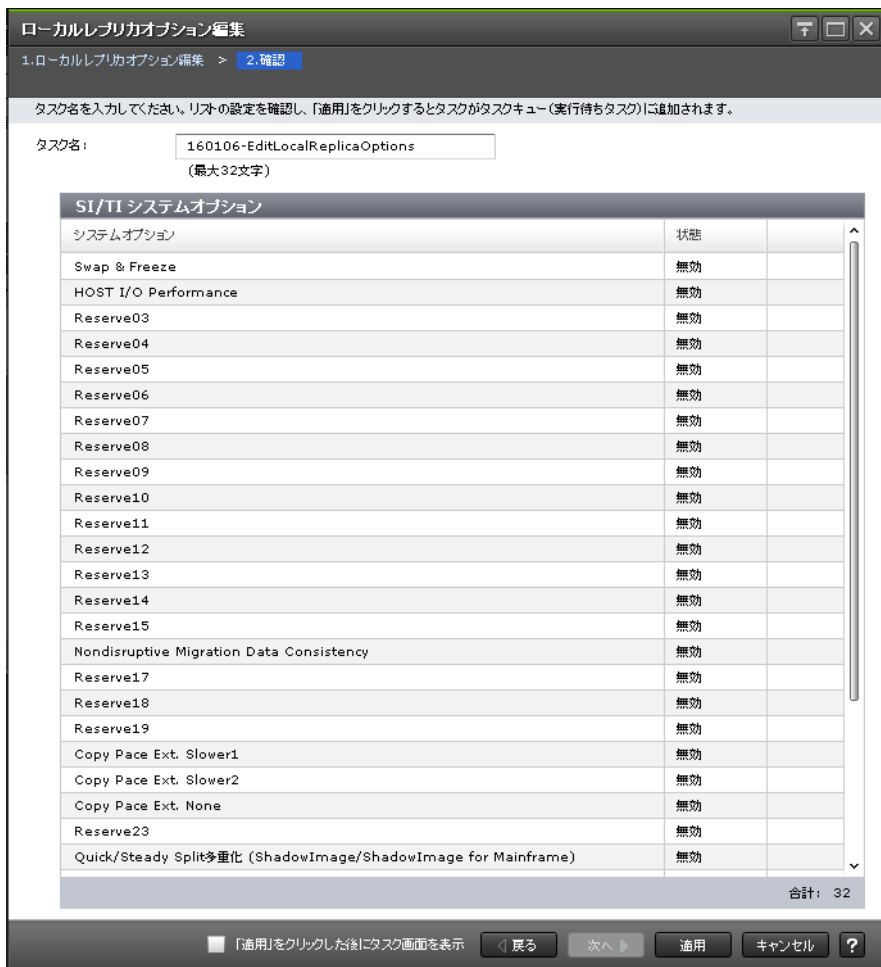 ローカルレプリカオプション編集
1.ローカルレプリカオプション編集 > 2.確認
タスク名を入力してください。リストの設定を確認し、「適用」をクリックするとタスクがタスクキュー(実行待ちタスク)に追加されます。
タスク名: 160106-EditLocalReplicaOptions
(最大32文字)
SI/TI システムオプション
システムオプション 状態
Swap & Freeze 無効
HOST I/O Performance 無効
Reserve03 無効
Reserve04 無効
Reserve05 無効
Reserve06 無効
Reserve07 無効
Reserve08 無効
Reserve09 無効
Reserve10 無効
Reserve11 無効
Reserve12 無効
Reserve13 無効
Reserve14 無効
Reserve15 無効
Nondisruptive Migration Data Consistency 無効
Reserve17 無効
Reserve18 無効
Reserve19 無効
Copy Pace Ext. Slower1 無効
Copy Pace Ext. Slower2 無効
Copy Pace Ext. None 無効
Reserve23 無効
Quick/Steady Split多重化 (ShadowImage/ShadowImage for Mainframe) 無効
合計: 32
「適用」をクリックした後にタスク画面を表示 戻る 次へ 適用 キャンセル ?